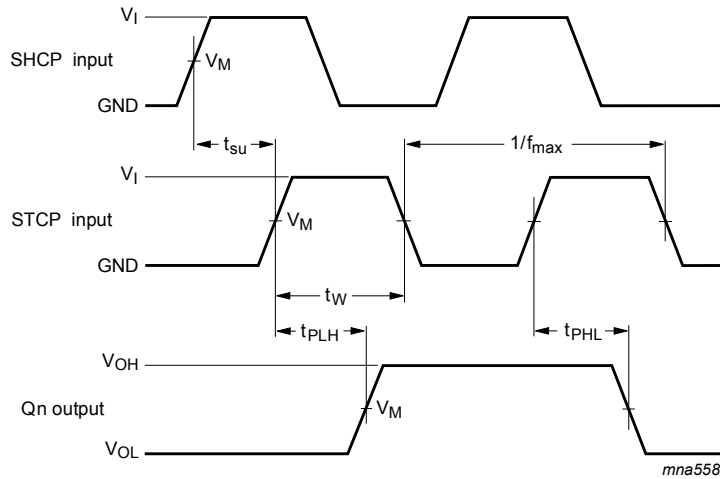 V_I
SHCP input
V_M
GND
t_su
1/f_max
V_I
STCP input
V_M
GND
t_W
t_PLH
t_PHL
V_OH
Qn output
V_M
V_OL
mna558